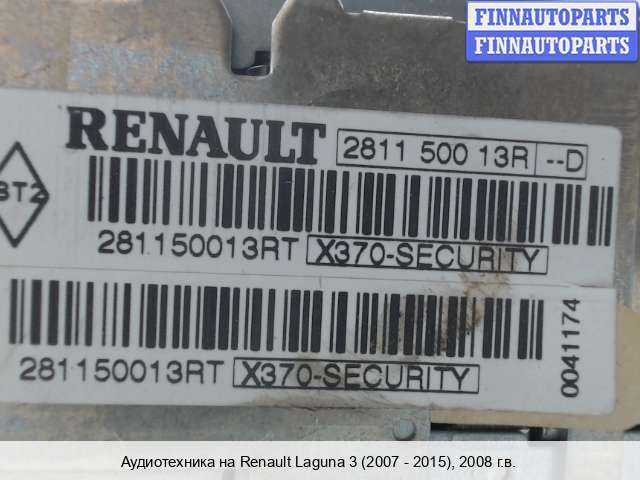 FINNAUTOPARTS
FINNAUTOPARTS
RENAULT 2811 500 13R --D
BT2
281150013RT X370-SECURITY
281150013RT X370-SECURITY
0041174
Аудиотехника на Renault Laguna 3 (2007 - 2015), 2008 г.в.